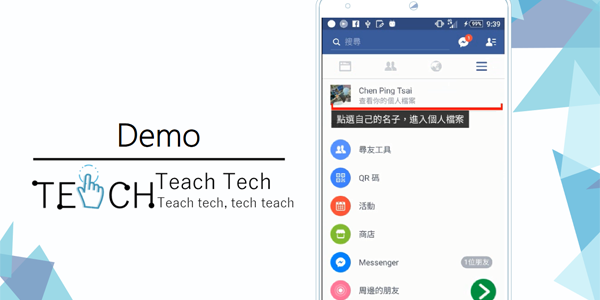 Demo
TEACH
Teach Tech
Teach tech, tech teach
99%
9:39
搜尋
Chen Ping Tsai
查看你的個人檔案
點選自己的名子，進入個人檔案
尋友工具
QR 碼
活動
商店
Messenger
1位朋友
周邊的朋友